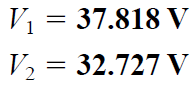 V₁ = 37.818 V
V₂ = 32.727 V